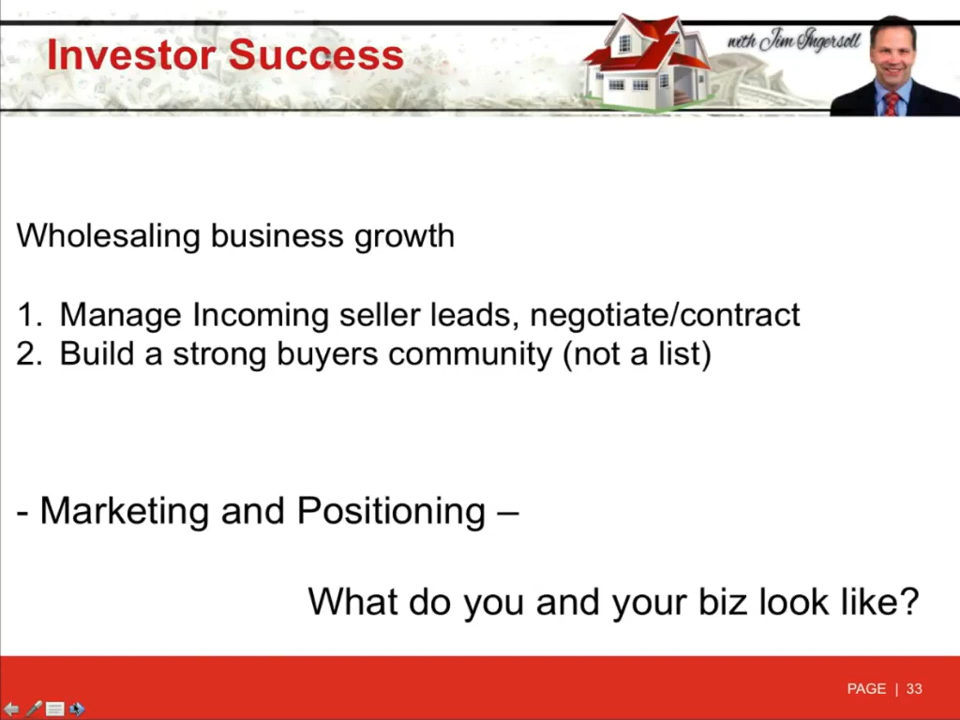 Investor Success
with Jim Ingersoll
Wholesaling business growth
1. Manage Incoming seller leads, negotiate/contract
2. Build a strong buyers community (not a list)
- Marketing and Positioning –
What do you and your biz look like?
PAGE | 33